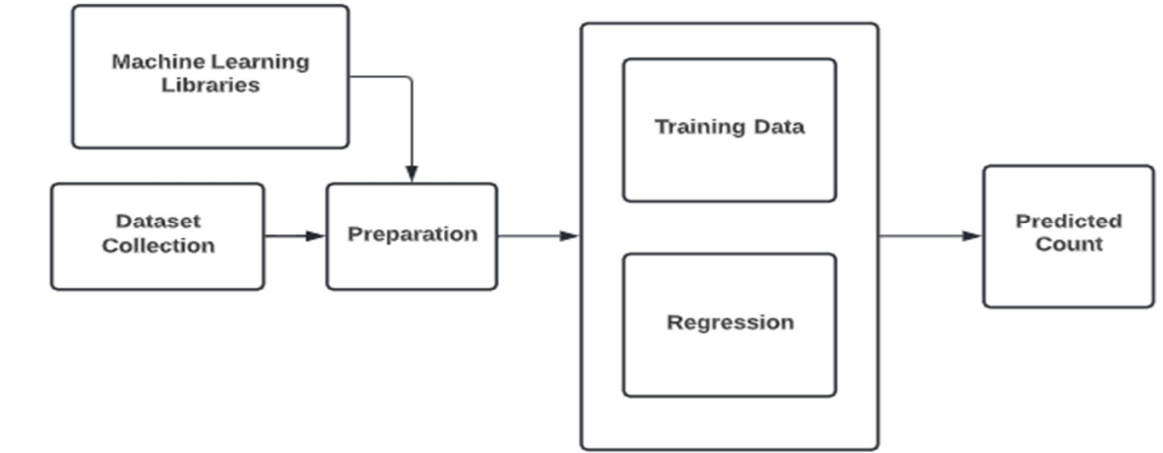 Machine Learning
Libraries
Dataset
Collection
Preparation
Training Data
Regression
Predicted
Count